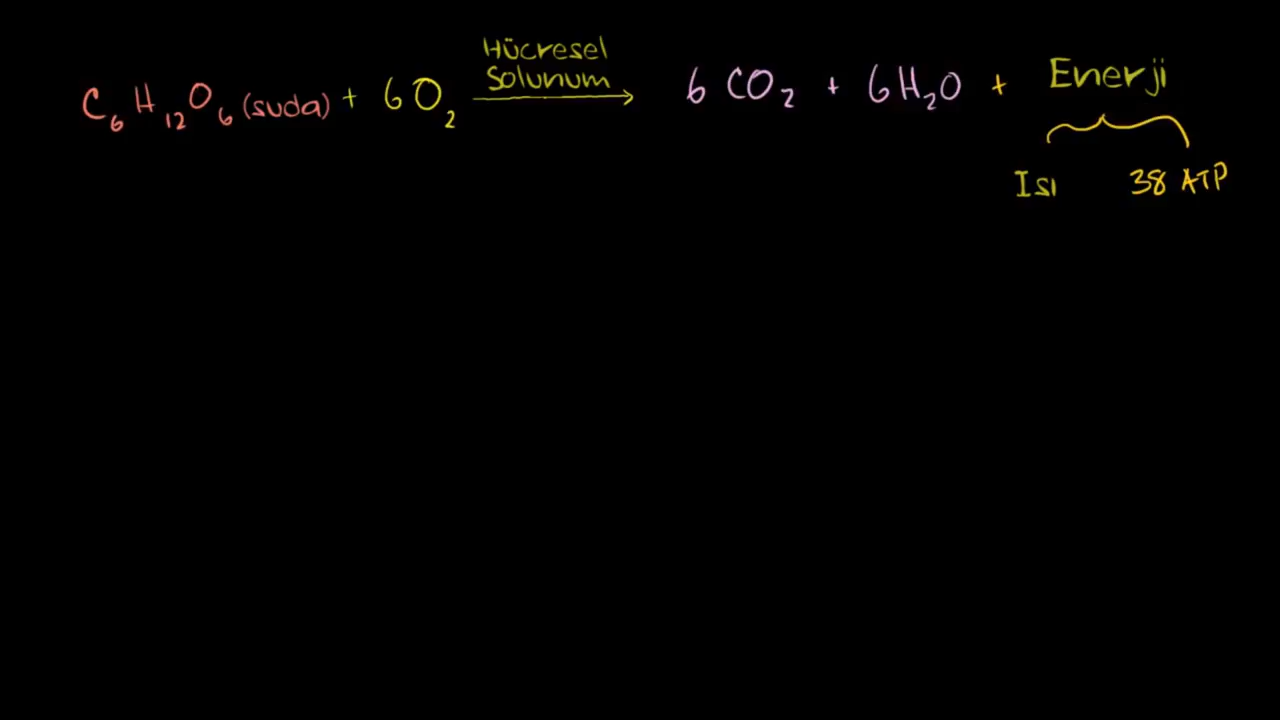 Hücresel
Solunum
C₆H₁₂O₆ (suda) + 6O₂ → 6CO₂ + 6H₂O + Enerji
Isı 38 ATP